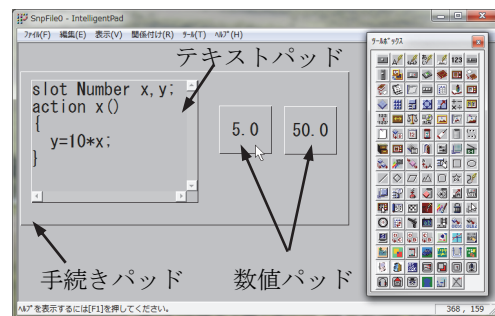 SnpFile0 - IntelligentPad
ファイル(F) 編集(E) 表示(V) 関係付け(R) ツール(T) ヘルプ(H)
テキストパッド
slot Number x,y;
action x()
{
y=10*x;
}
5.0
50.0
手続きパッド
数値パッド
ツールボックス
123
ヘルプを表示するには[F1]を押してください。
368 , 159